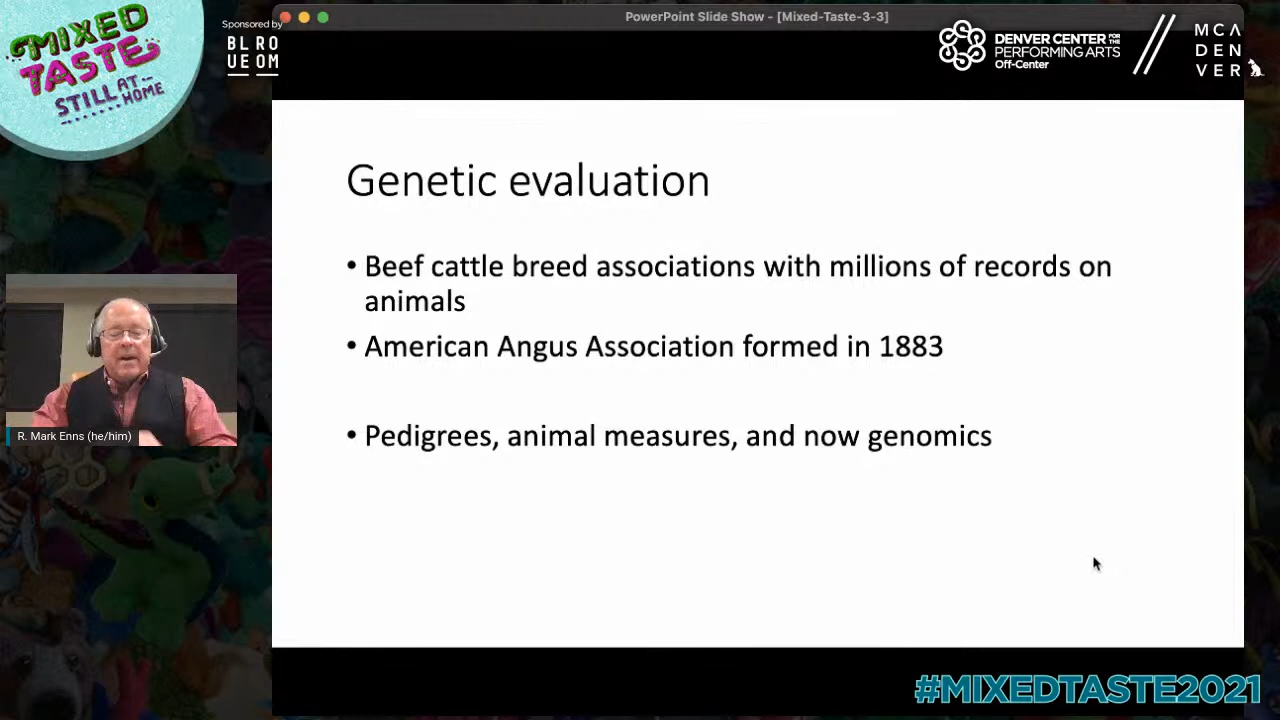 MIXED
TASTE
STILL AT
HOME
Sponsored by
BL RO
UE OM
PowerPoint Slide Show - [Mixed-Taste-3-3]
DENVER CENTER FOR THE
PERFORMING ARTS
Off-Center
MCA
DEN
VER
Genetic evaluation
• Beef cattle breed associations with millions of records on
animals
• American Angus Association formed in 1883
• Pedigrees, animal measures, and now genomics
R. Mark Enns (he/him)
#MIXEDTASTE2021